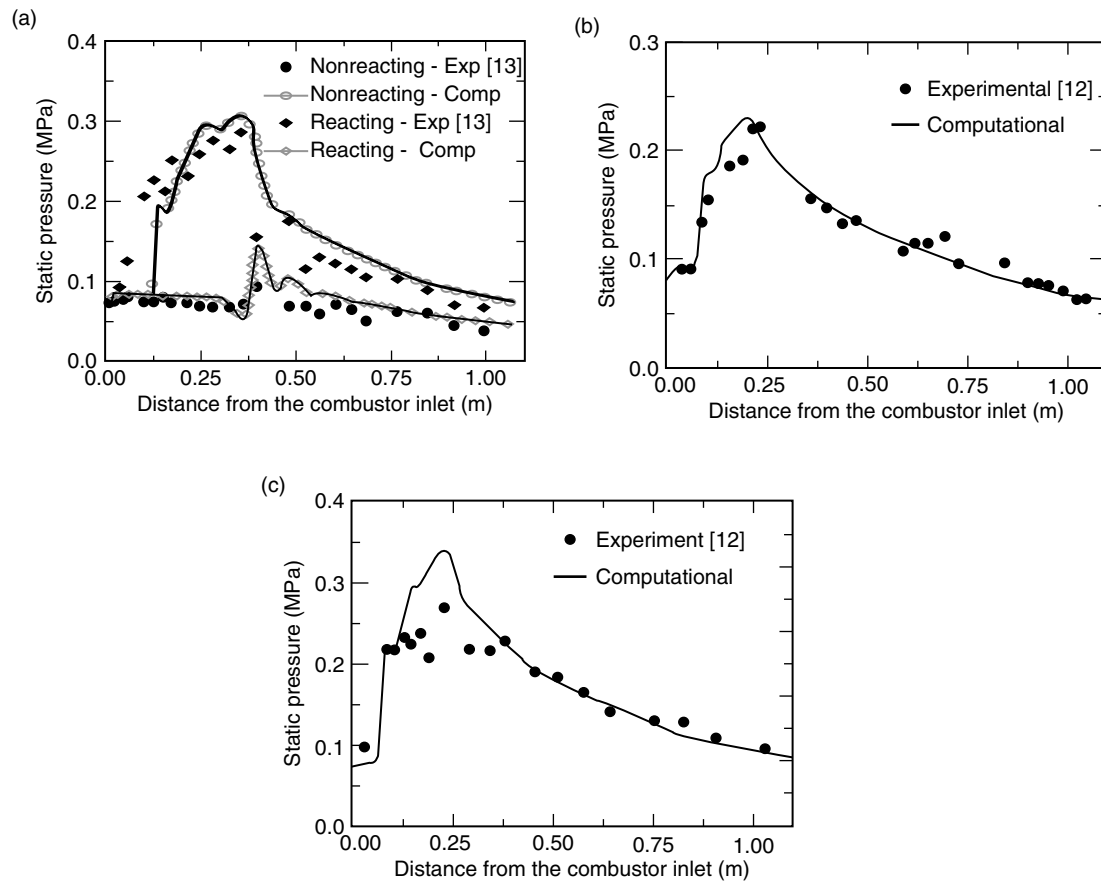 (a)
0.4
0.3
0.2
0.1
0.0
Static pressure (MPa)
Nonreacting - Exp [13]
Nonreacting - Comp
Reacting - Exp [13]
Reacting - Comp
0.00 0.25 0.50 0.75 1.00
Distance from the combustor inlet (m)
(b)
0.3
0.2
0.1
0.0
Static pressure (MPa)
Experimental [12]
Computational
0.00 0.25 0.50 0.75 1.00
Distance from the combustor inlet (m)
(c)
0.4
0.3
0.2
0.1
0.0
Static pressure (MPa)
Experiment [12]
Computational
0.00 0.25 0.50 0.75 1.00
Distance from the combustor inlet (m)